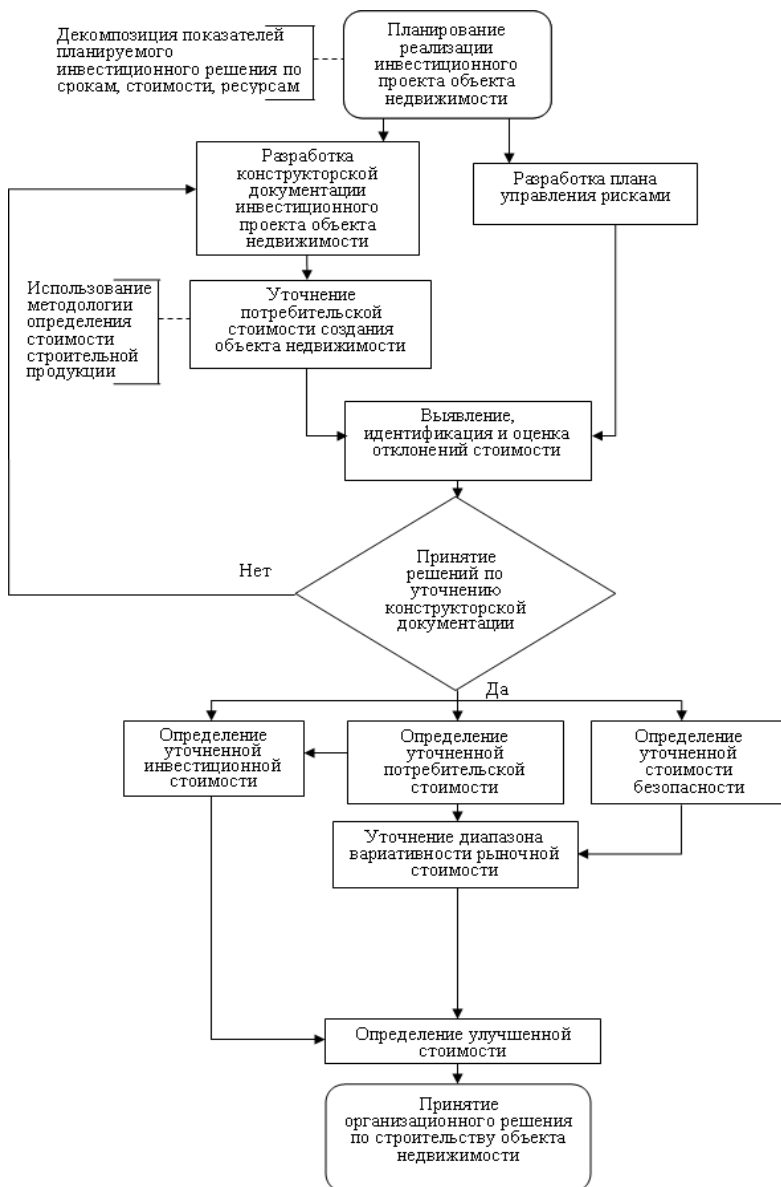 Декомпозиция показателей
планируемого
инвестиционного решения по
срокам, стоимости, ресурсам
Планирование
реализации
инвестиционного
проекта объекта
недвижимости
Разработка
конструкторской
документации
инвестиционного
проекта объекта
недвижимости
Разработка плана
управления рисками
Использование
методологии
определения
стоимости
строительной
продукции
Уточнение
потребительской
стоимости создания
объекта недвижимости
Выявление,
идентификация и оценка
отклонений стоимости
Нет
Принятие
решений по
уточнению
конструкторской
документации
Да
Определение
уточненной
инвестиционной
стоимости
Определение
уточненной
потребительской
стоимости
Определение
уточненной
стоимости
безопасности
Уточнение диапазона
вариативности рыночной
стоимости
Определение улучшенной
стоимости
Принятие
организационного решения
по строительству объекта
недвижимости